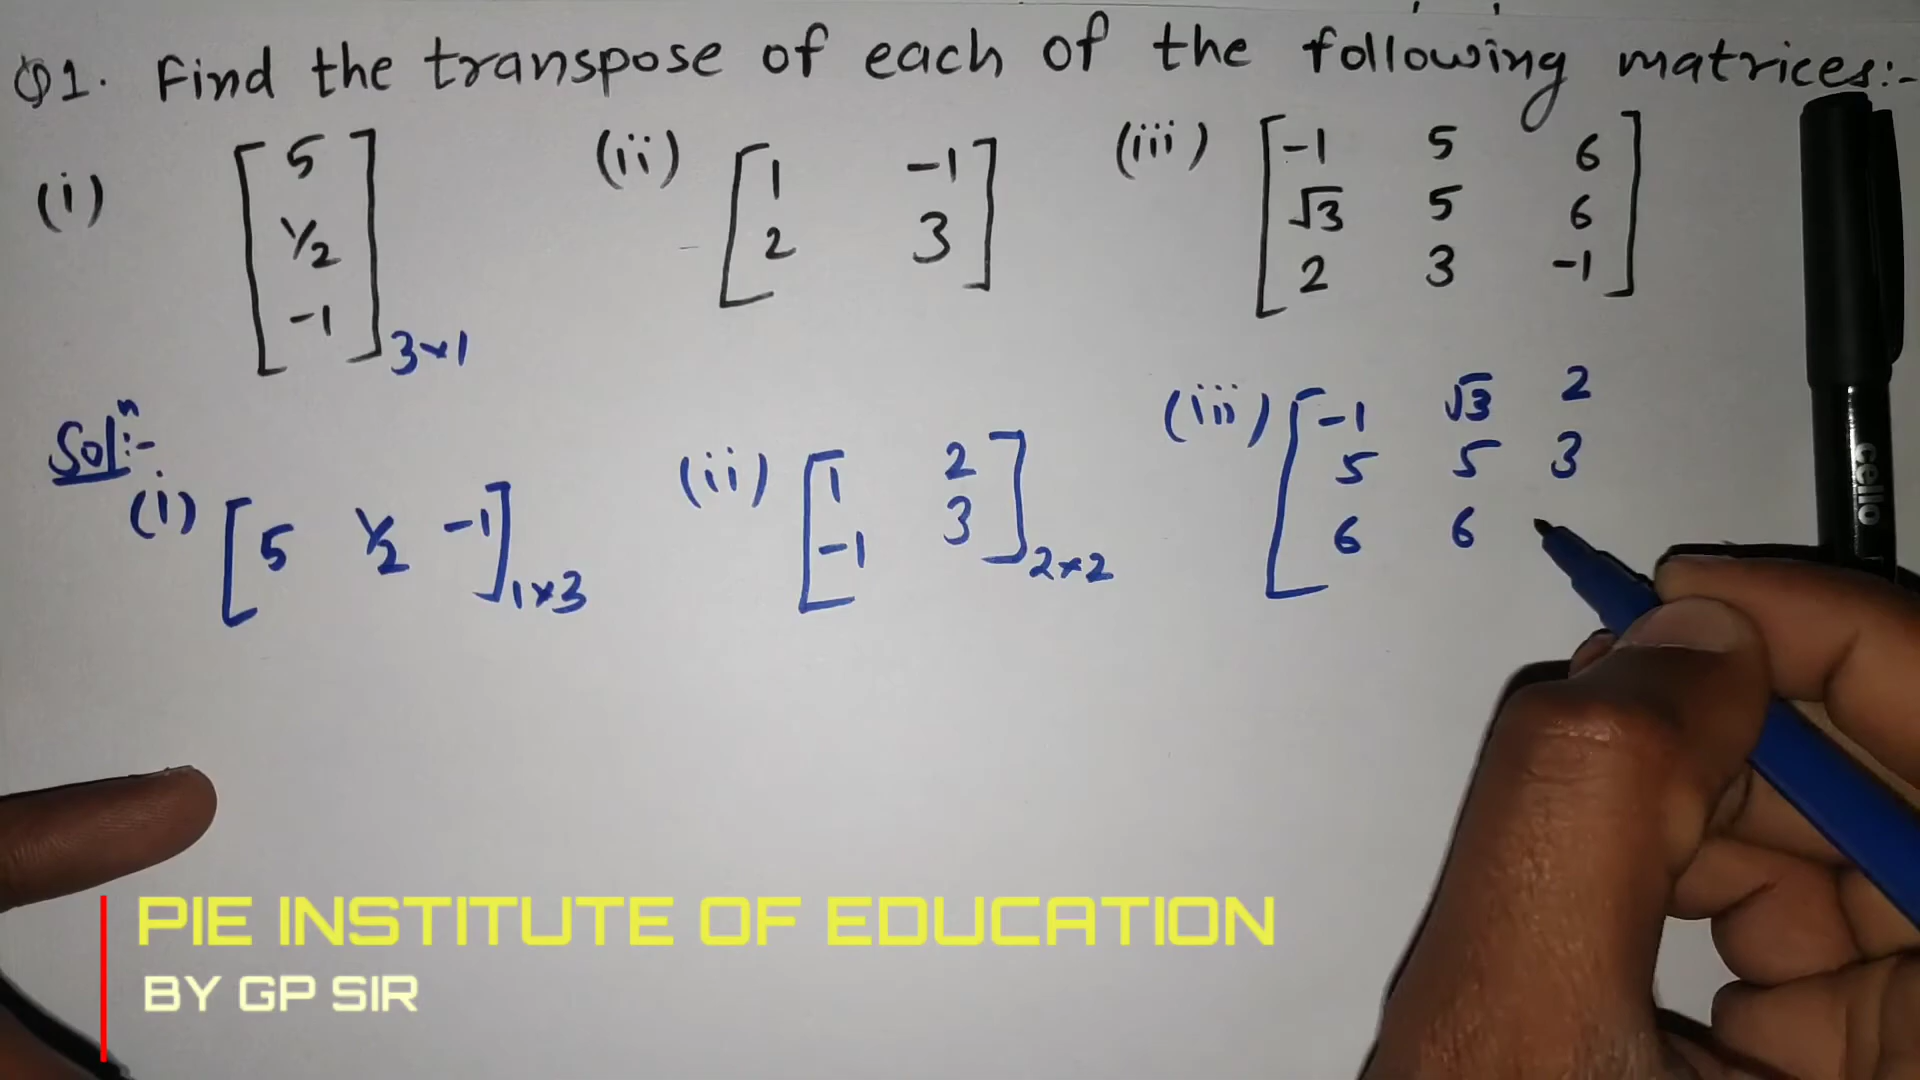 Q1. Find the transpose of each of the following matrices:-
(i) [5 1/2 -1] 3×1
(ii) [1 -1
2 3]
(iii) [-1 5 6
√3 5 6
2 3 -1]
Solⁿ:-
(i) [5 1/2 -1] 1×3
(ii) [1 2
-1 3] 2×2
(iii) [-1 √3 2
5 5 3
6 6
cello
PIE INSTITUTE OF EDUCATION
BY GP SIR